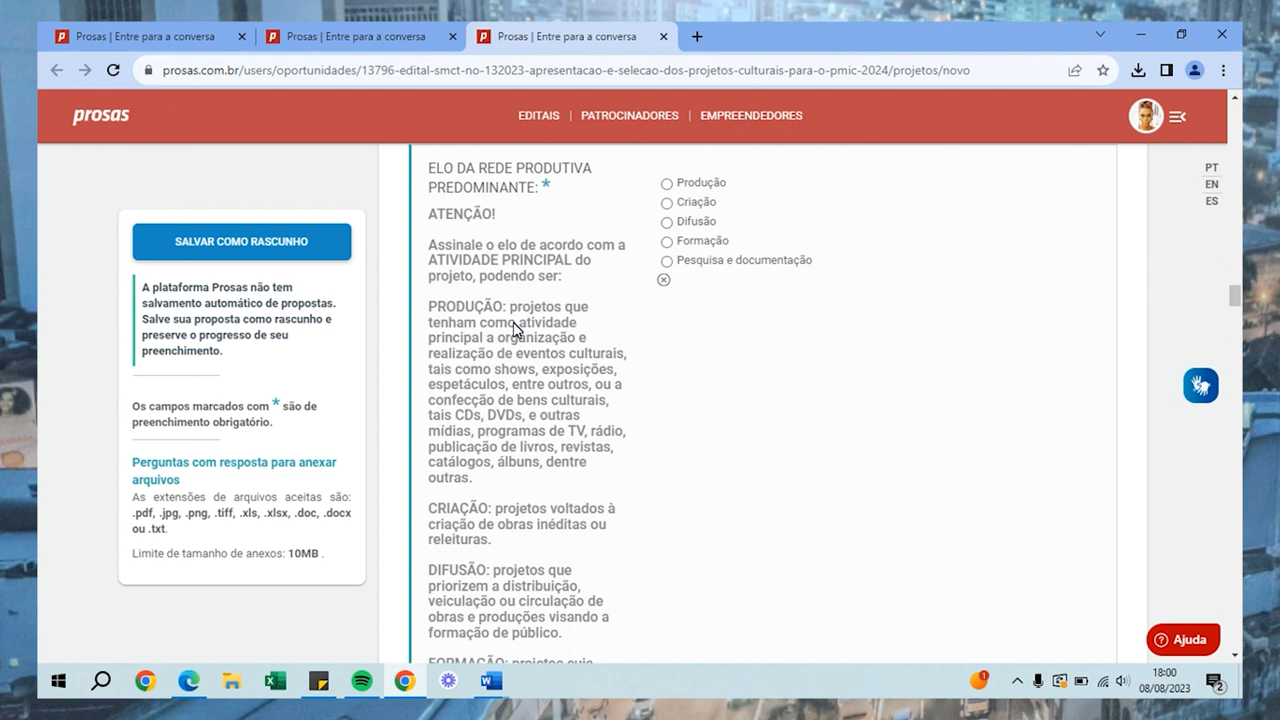 Prosas | Entre para a conversa
Prosas | Entre para a conversa
Prosas | Entre para a conversa
prosas.com.br/users/oportunidades/13796-edital-smct-no-132023-apresentacao-e-selecao-dos-projetos-culturais-para-o-pmic-2024/projetos/novo
prosas
EDITAIS | PATROCINADORES | EMPREENDEDORES
PT
EN
ES
SALVAR COMO RASCUNHO
A plataforma Prosas não tem
salvamento automático de propostas.
Salve sua proposta como rascunho e
preserve o progresso de seu
preenchimento.
Os campos marcados com * são de
preenchimento obrigatório.
Perguntas com resposta para anexar
arquivos
As extensões de arquivos aceitas são:
.pdf, .jpg, .png, .tiff, .xls, .xlsx, .doc, .docx
ou .txt.
Limite de tamanho de anexos: 10MB .
ELO DA REDE PRODUTIVA
PREDOMINANTE: *
ATENÇÃO!
Assinale o elo de acordo com a
ATIVIDADE PRINCIPAL do
projeto, podendo ser:
PRODUÇÃO: projetos que
tenham como atividade
principal a organização e
realização de eventos culturais,
tais como shows, exposições,
espetáculos, entre outros, ou a
confecção de bens culturais,
tais CDs, DVDs, e outras
mídias, programas de TV, rádio,
publicação de livros, revistas,
catálogos, álbuns, dentre
outras.
CRIAÇÃO: projetos voltados à
criação de obras inéditas ou
releituras.
DIFUSÃO: projetos que
priorizem a distribuição,
veiculação ou circulação de
obras e produções visando a
formação de público.
FORMAÇÃO: projetos cujo
Produção
Criação
Difusão
Formação
Pesquisa e documentação
Ajuda
18:00
08/08/2023
1
2